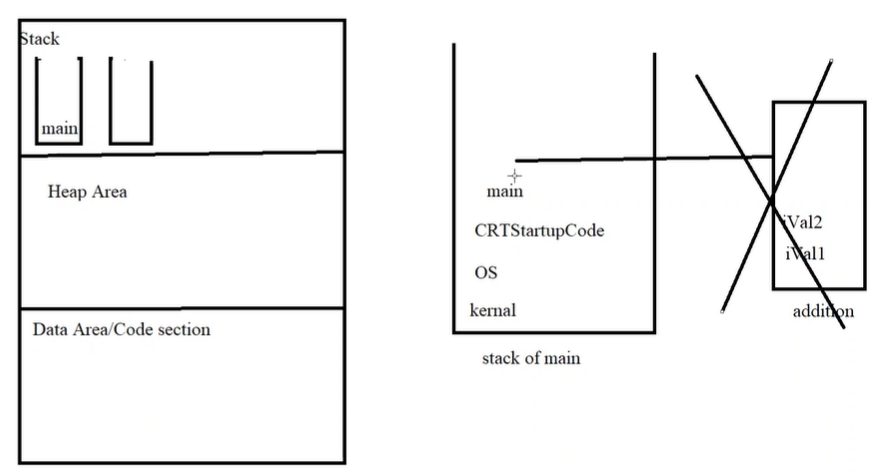 Stack
main
Heap Area
Data Area/Code section
main
CRTStartupCode
OS
kernal
stack of main
iVal2
iVal1
addition